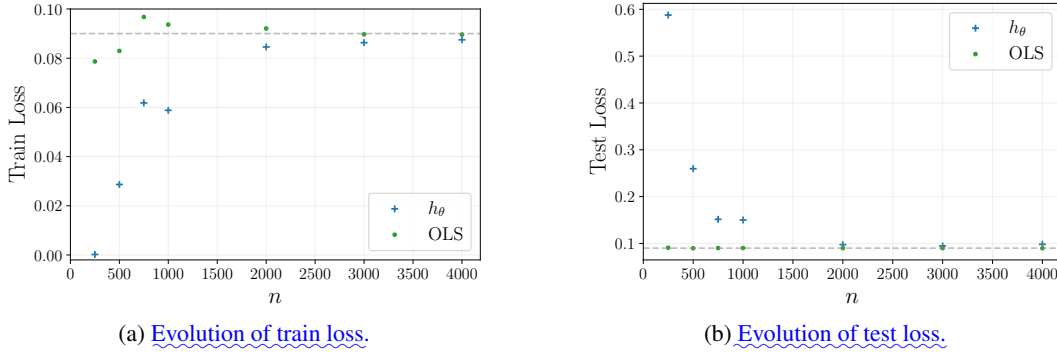 0.10
0.08
0.06
0.04
0.02
0.00
Train Loss
h_θ
OLS
0 500 1000 1500 2000 2500 3000 3500 4000
n
(a) Evolution of train loss.
0.6
0.5
0.4
0.3
0.2
0.1
Test Loss
h_θ
OLS
0 500 1000 1500 2000 2500 3000 3500 4000
n
(b) Evolution of test loss.